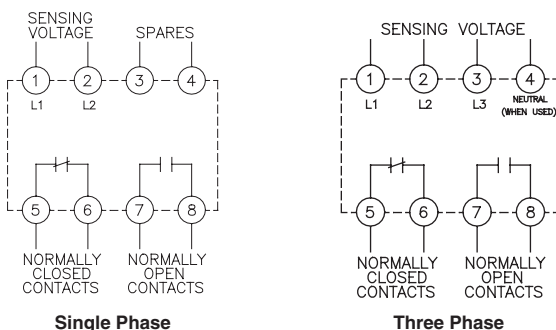 SENSING
VOLTAGE
SPARES
1 2 3 4
L1 L2
5 6 7 8
NORMALLY
CLOSED
CONTACTS
NORMALLY
OPEN
CONTACTS
Single Phase
SENSING VOLTAGE
1 2 3 4
L1 L2 L3 NEUTRAL
(WHEN USED)
5 6 7 8
NORMALLY
CLOSED
CONTACTS
NORMALLY
OPEN
CONTACTS
Three Phase